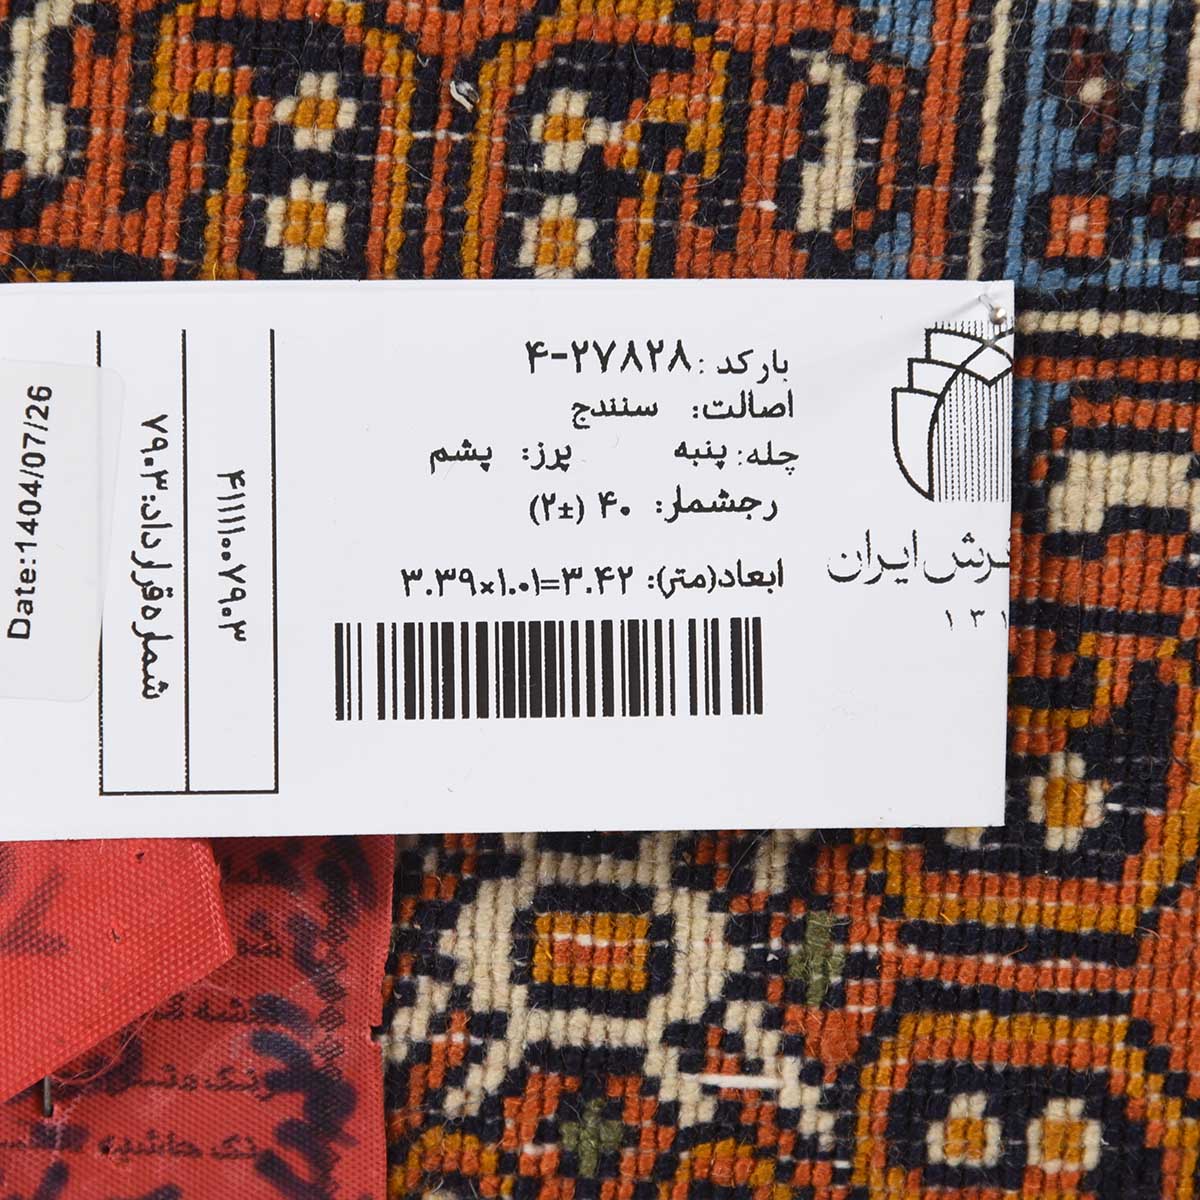 بارکد: ۴-۲۷۸۲۸
اصالت: سنندج
چله: پنبه پرز: پشم
رجشمار: ۴۰ (±۲)
ابعاد(متر): ۳.۳۹×۱.۰۱=۳.۴۲
فرش ایران
۱۳۱
۴۱۱۱۱۰۰۷۹۰۳
شماره قرارداد: ۷۹۰۳
Date:1404/07/26